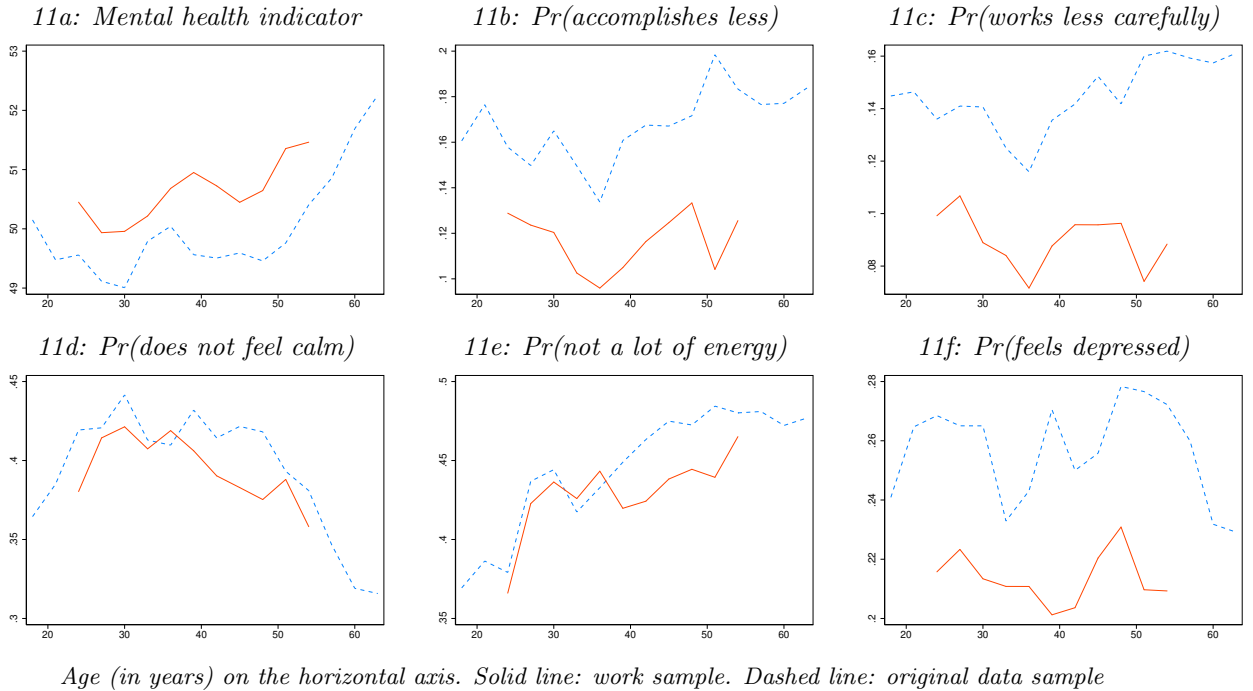 11a: Mental health indicator
11b: Pr(accomplishes less)
11c: Pr(works less carefully)
53
52
51
50
49
20 30 40 50 60
.2
.18
.16
.14
.12
.1
20 30 40 50 60
.16
.14
.12
.1
.08
20 30 40 50 60
11d: Pr(does not feel calm)
11e: Pr(not a lot of energy)
11f: Pr(feels depressed)
.45
.4
.35
.3
20 30 40 50 60
.5
.45
.4
.35
20 30 40 50 60
.28
.26
.24
.22
.2
20 30 40 50 60
Age (in years) on the horizontal axis. Solid line: work sample. Dashed line: original data sample